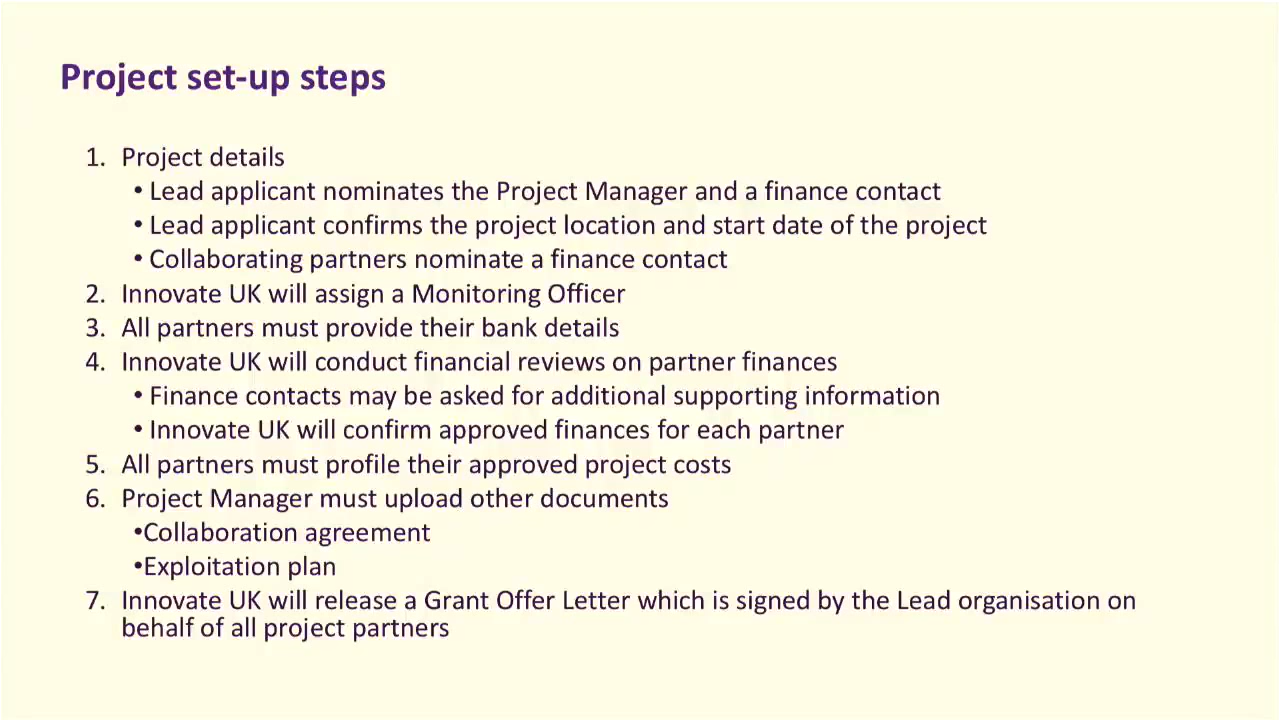 Project set-up steps
1. Project details
• Lead applicant nominates the Project Manager and a finance contact
• Lead applicant confirms the project location and start date of the project
• Collaborating partners nominate a finance contact
2. Innovate UK will assign a Monitoring Officer
3. All partners must provide their bank details
4. Innovate UK will conduct financial reviews on partner finances
• Finance contacts may be asked for additional supporting information
• Innovate UK will confirm approved finances for each partner
5. All partners must profile their approved project costs
6. Project Manager must upload other documents
•Collaboration agreement
•Exploitation plan
7. Innovate UK will release a Grant Offer Letter which is signed by the Lead organisation on
behalf of all project partners